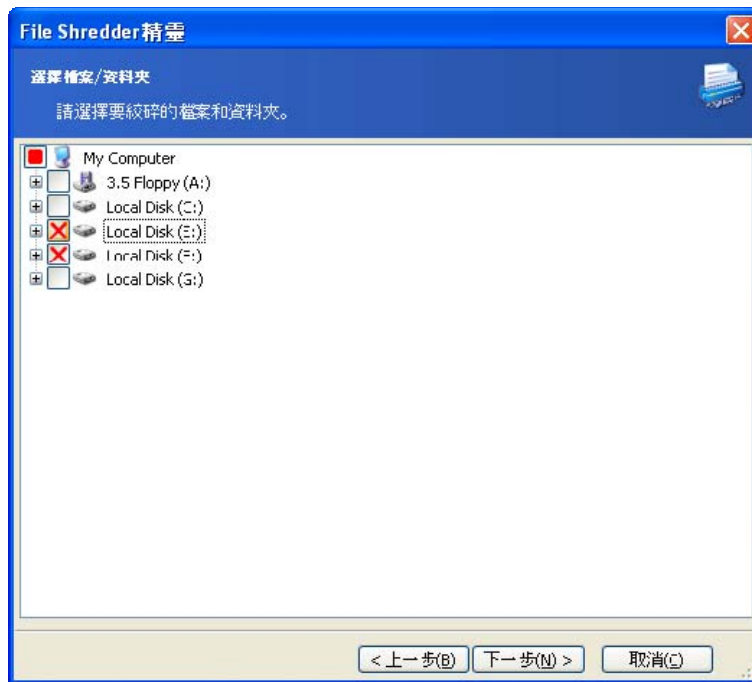 File Shredder精靈
選擇檔案/資料夾
請選擇要絞碎的檔案和資料夾。
My Computer
3.5 Floppy (A:)
Local Disk (C:)
Local Disk (E:)
Local Disk (F:)
Local Disk (G:)
< 上一步(B) 下一步(N) > 取消(C)